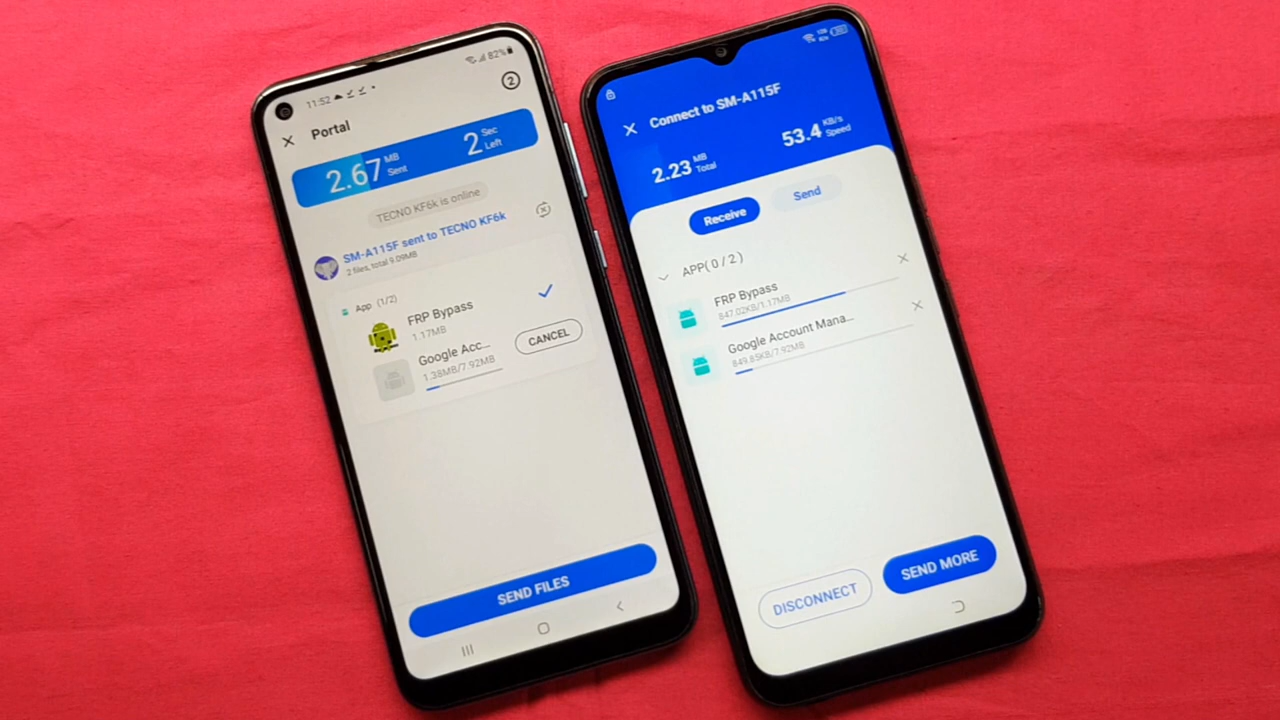 11:52
82%
2
Portal
2.67 MB Sent
2 Sec Left
TECNO KF6k is online
SM-A115F sent to TECNO KF6k
2 files, total 9.09MB
App (1/2)
FRP Bypass
1.17MB
Google Acc...
1.38MB/7.92MB
CANCEL
SEND FILES
Connect to SM-A115F
2.23 MB Total
53.4 KB/s Speed
Receive
Send
APP( 0 / 2 )
FRP Bypass
847.02KB/1.17MB
Google Account Mana...
849.85KB/7.92MB
DISCONNECT
SEND MORE